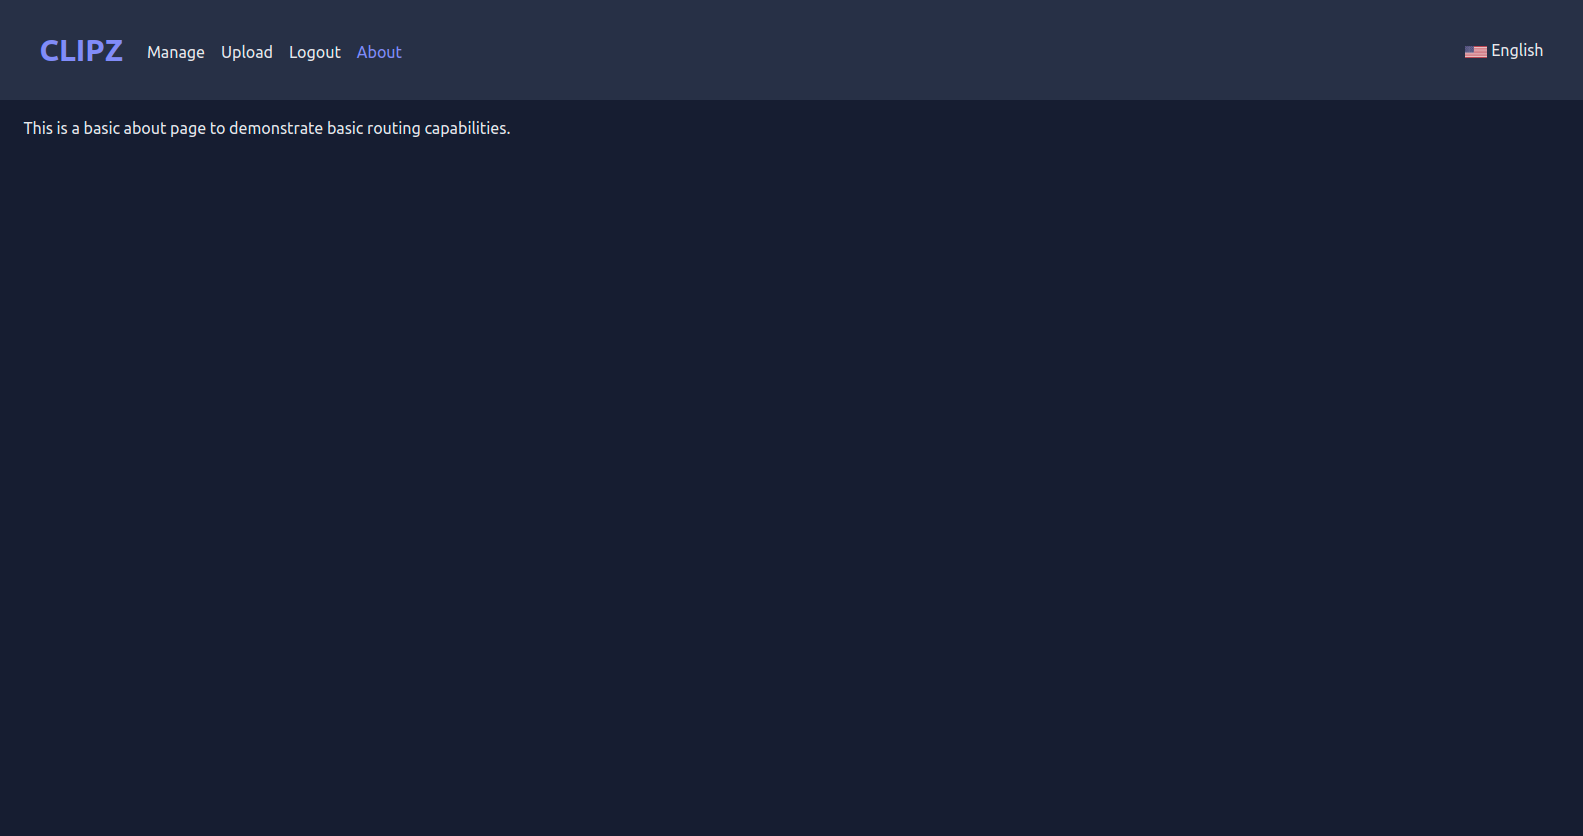 CLIPZ Manage Upload Logout About English
This is a basic about page to demonstrate basic routing capabilities.